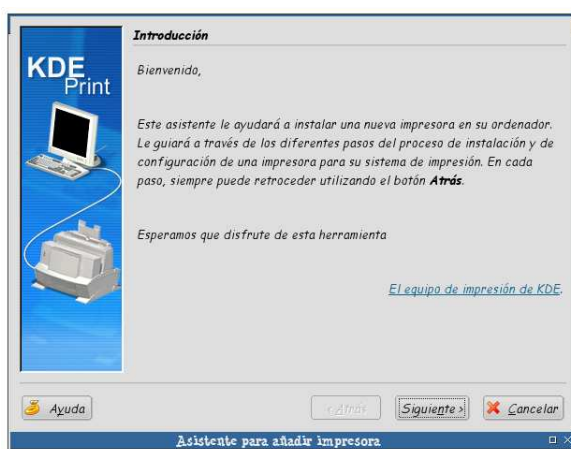 Introducción
KDE
Print
Bienvenido,
Este asistente le ayudará a instalar una nueva impresora en su ordenador.
Le guiará a través de los diferentes pasos del proceso de instalación y de
configuración de una impresora para su sistema de impresión. En cada
paso, siempre puede retroceder utilizando el botón Atrás.
Esperamos que disfrute de esta herramienta
El equipo de impresión de KDE.
Ayuda
< Atrás
Siguiente >
Cancelar
Asistente para añadir impresora